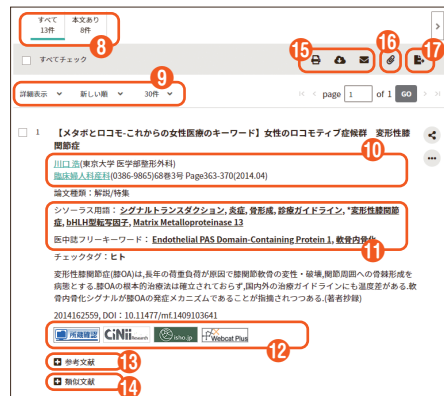 すべて 本文あり
13件 8件
⑧
すべてチェック
⑮ ⑯ ⑰
⑨
詳細表示 新しい順 30件
page 1 of 1 GO
1 【メタボとロコモ-これからの女性医療のキーワード】女性のロコモティブ症候群 変形性膝
関節症
⑩
川口 浩(東京大学 医学部整形外科)
臨床婦人科産科(0386-9865)68巻3号 Page363-370(2014.04)
論文種類：解説/特集
シソーラス用語： シグナルトランスダクション, 炎症, 骨形成, 診療ガイドライン, *変形性膝関節
症, bHLH型転写因子, Matrix Metalloproteinase 13
⑪
医中誌フリーキーワード： Endothelial PAS Domain-Containing Protein 1, 軟骨内骨化
チェックタグ：ヒト
変形性膝関節症(膝OA)は,長年の荷重負荷が原因で膝関節軟骨の変性・破壊,関節周囲への骨棘形成を
病態とする.膝OAの根本的治療法は確立されておらず,国内外の治療ガイドラインにも温度差がある.軟
骨内骨化シグナルが膝OAの発症メカニズムであることが指摘されつつある.(著者抄録)
2014162559, DOI：10.11477/mf.1409103641
所蔵確認 CiNii Research isho.jp Webcat Plus
⑫
参考文献 ⑬
類似文献 ⑭